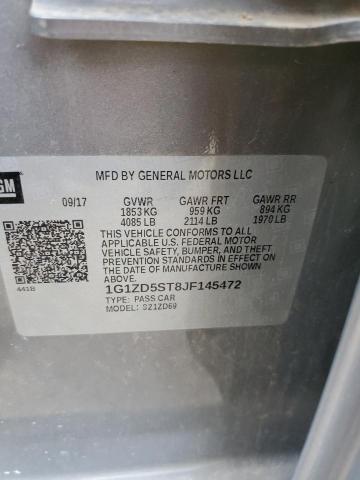 GM
MFD BY GENERAL MOTORS LLC
09/17 GVWR GAWR FRT GAWR RR
1853 KG 959 KG 894 KG
4085 LB 2114 LB 1970 LB
THIS VEHICLE CONFORMS TO ALL
APPLICABLE U.S. FEDERAL MOTOR
VEHICLE SAFETY, BUMPER, AND THEFT
PREVENTION STANDARDS IN EFFECT ON
THE DATE OF MANUFACTURE SHOWN
ABOVE.
441B
1G1ZD5ST8JF145472
TYPE: PASS CAR
MODEL: SZ1ZD69